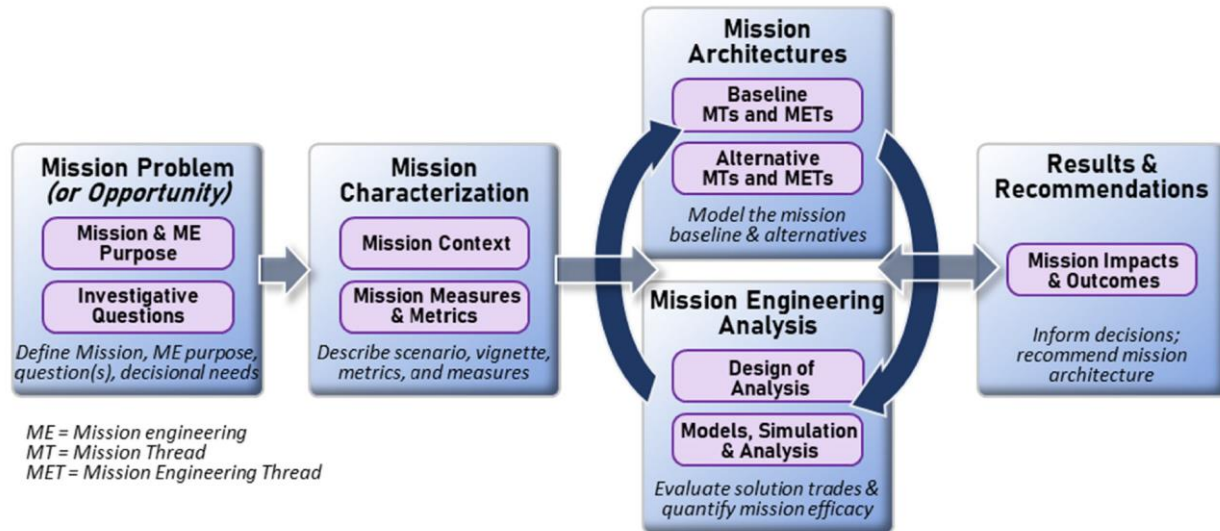 Mission Problem
(or Opportunity)
Mission & ME
Purpose
Investigative
Questions
Define Mission, ME purpose,
question(s), decisional needs
Mission
Characterization
Mission Context
Mission Measures
& Metrics
Describe scenario, vignette,
metrics, and measures
Mission
Architectures
Baseline
MTs and METs
Alternative
MTs and METs
Model the mission
baseline & alternatives
Mission Engineering
Analysis
Design of
Analysis
Models, Simulation
& Analysis
Evaluate solution trades &
quantify mission efficacy
Results &
Recommendations
Mission Impacts
& Outcomes
Inform decisions;
recommend mission
architecture
ME = Mission engineering
MT = Mission Thread
MET = Mission Engineering Thread